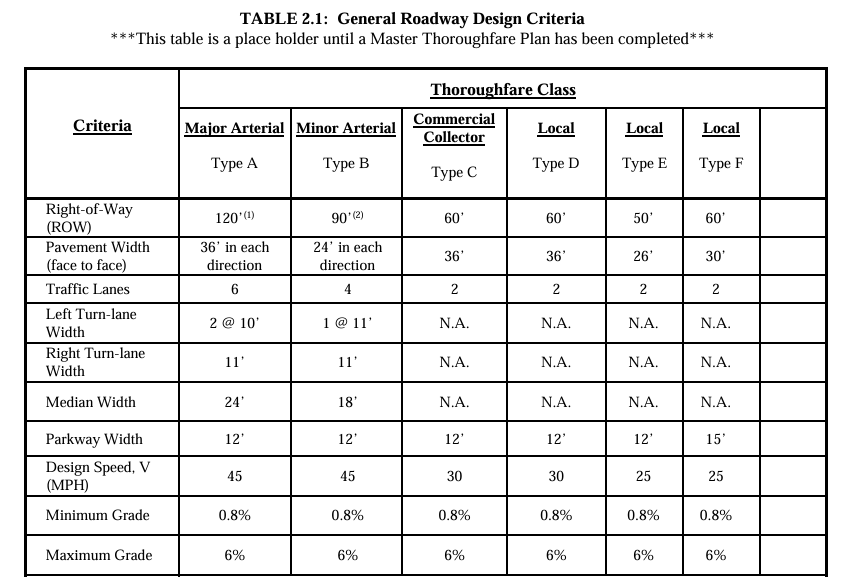 TABLE 2.1:  General Roadway Design Criteria
***This table is a place holder until a Master Thoroughfare Plan has been completed***
Criteria
Thoroughfare Class
Major Arterial
Type A
Minor Arterial
Type B
Commercial
Collector
Type C
Local
Type D
Local
Type E
Local
Type F
Right-of-Way
(ROW)
120’(1)
90’(2)
60’
60’
50’
60’
Pavement Width
(face to face)
36’ in each
direction
24’ in each
direction
36’
36’
26’
30’
Traffic Lanes
6
4
2
2
2
2
Left Turn-lane
Width
2 @ 10’
1 @ 11’
N.A.
N.A.
N.A.
N.A.
Right Turn-lane
Width
11’
11’
N.A.
N.A.
N.A.
N.A.
Median Width
24’
18’
N.A.
N.A.
N.A.
N.A.
Parkway Width
12’
12’
12’
12’
12’
15’
Design Speed, V
(MPH)
45
45
30
30
25
25
Minimum Grade
0.8%
0.8%
0.8%
0.8%
0.8%
0.8%
Maximum Grade
6%
6%
6%
6%
6%
6%